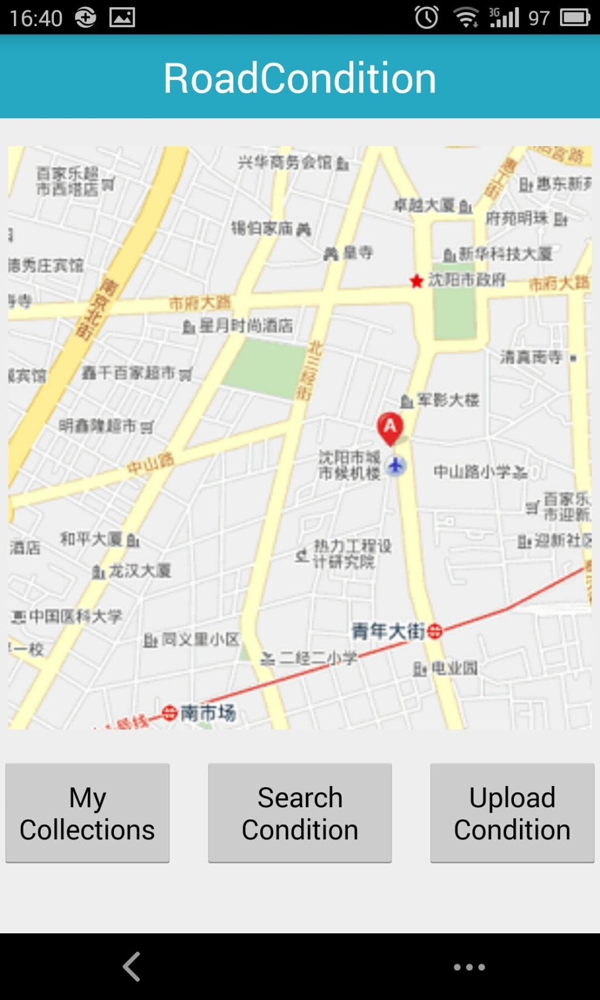 16:40
3G
97
RoadCondition
兴华商务会馆
百家乐超
市西塔店
惠工街
惠东新苑
卓越大厦
府苑明珠
锡伯家庙
皇寺
新华科技大厦
德秀庄宾馆
沈阳市政府
市府大路
南京北街
寺
市府大路
星月时尚酒店
北三经街
清真南寺
宾馆
鑫千百家超市
军影大楼
明鑫隆超市
A
中山路
沈阳市城
市候机楼
中山路小学
百家乐
市迎新
和平大厦
酒店
热力工程设
计研究院
迎新社区
龙汉大厦
中国医科大学
青年大街
一校
同义里小区
二经二小学
电业园
南市场
号线
My
Collections
Search
Condition
Upload
Condition